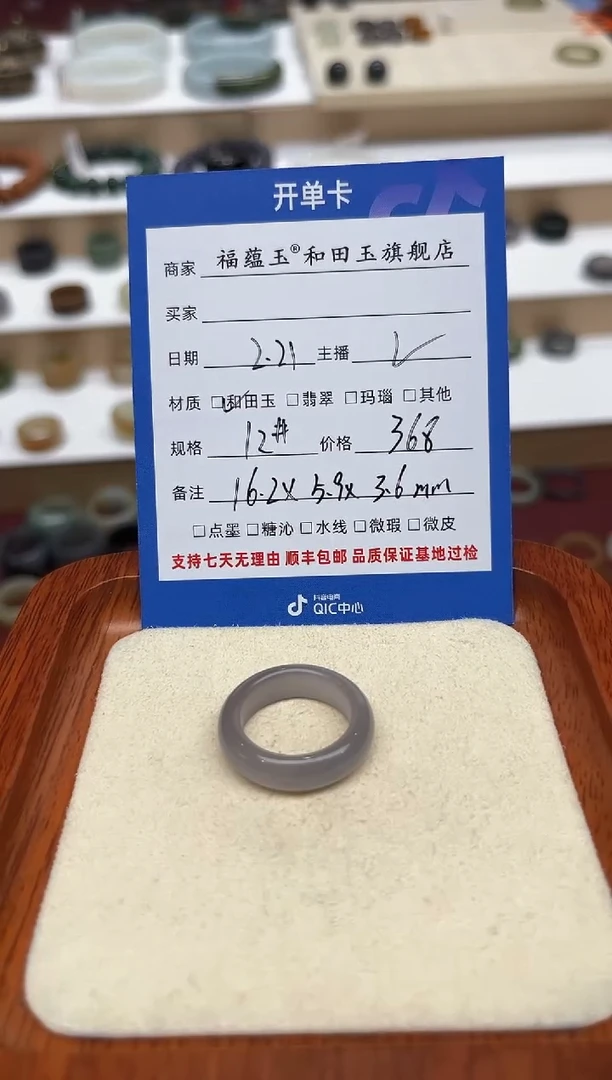 开单卡
商家 福蕴玉®和田玉旗舰店
买家
日期 2.21 主播
材质 □和田玉 □翡翠 □玛瑙 □其他
规格 12# 价格 368
备注 16.2x 5.9x 3.6mm
□点墨 □糖沁 □水线 □微瑕 □微皮
支持七天无理由 顺丰包邮 品质保证基地过检
抖音电商
QIC中心